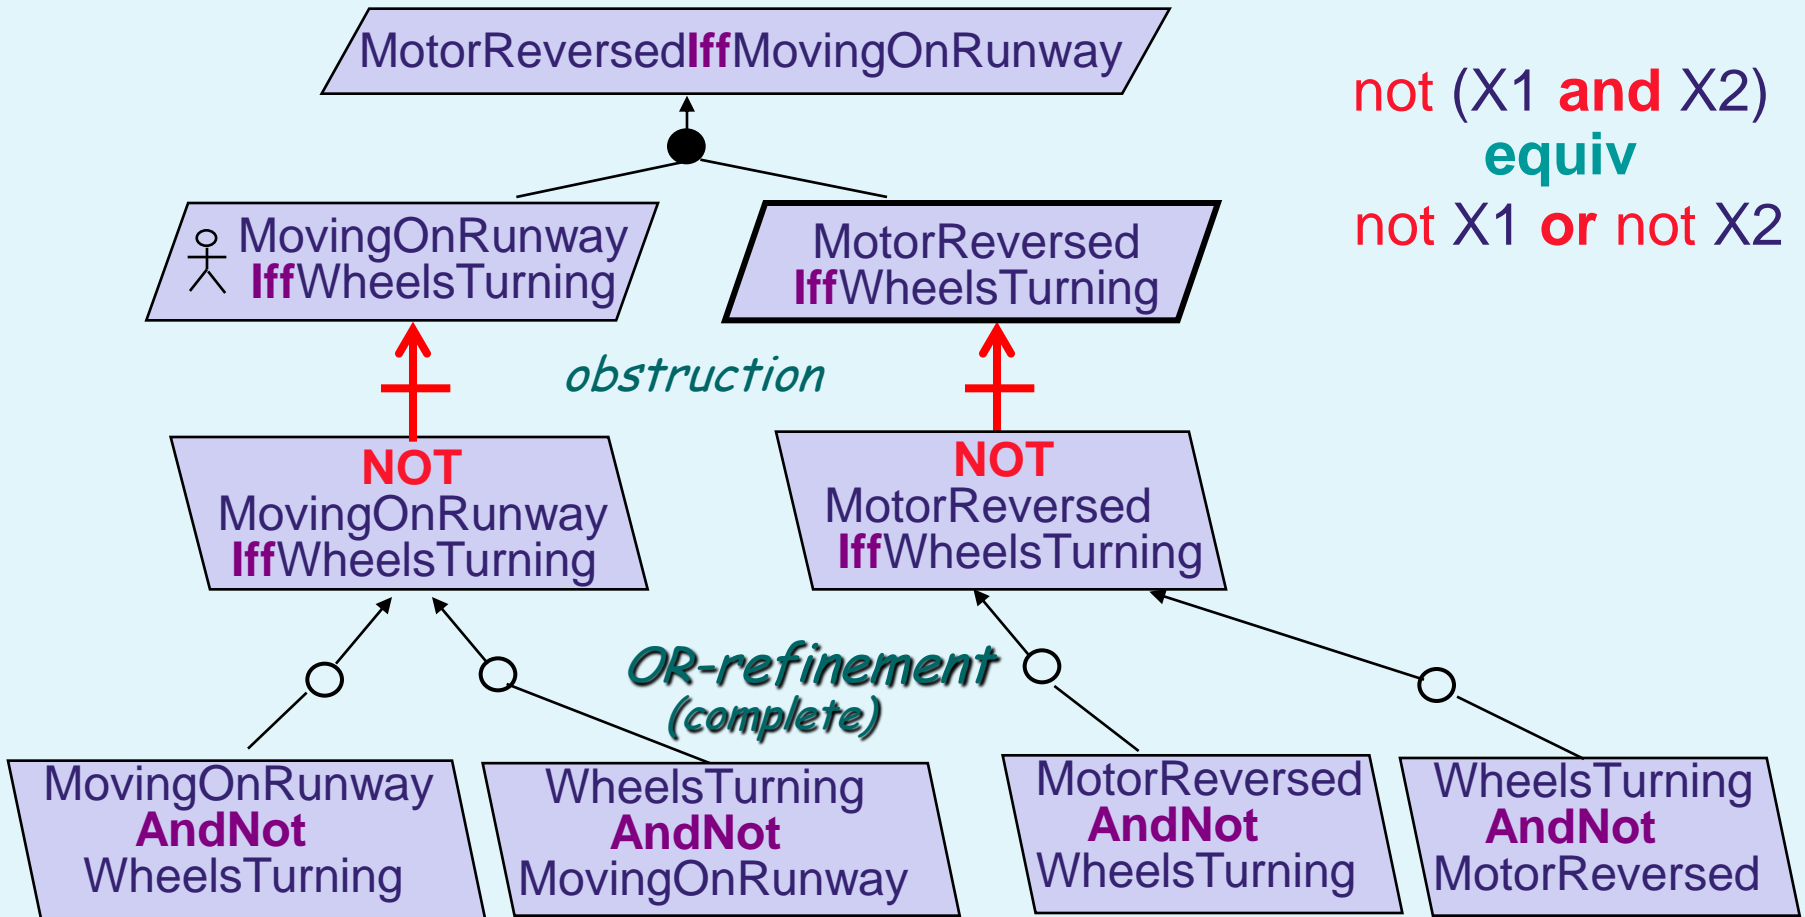 MotorReversedIffMovingOnRunway
not (X1 and X2)
equiv
not X1 or not X2
MovingOnRunway
IffWheelsTurning
MotorReversed
IffWheelsTurning
obstruction
NOT
MovingOnRunway
IffWheelsTurning
NOT
MotorReversed
IffWheelsTurning
OR-refinement
(complete)
MovingOnRunway
AndNot
WheelsTurning
WheelsTurning
AndNot
MovingOnRunway
MotorReversed
AndNot
WheelsTurning
WheelsTurning
AndNot
MotorReversed